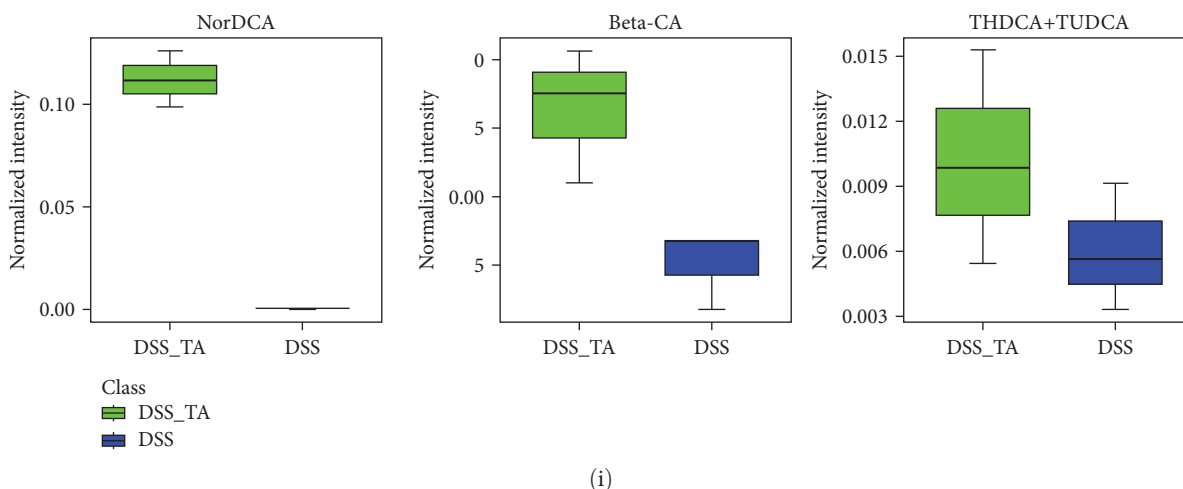 NorDCA
Normalized intensity
0.10
0.05
0.00
DSS_TA
DSS
Beta-CA
Normalized intensity
0
5
0.00
5
DSS_TA
DSS
THDCA+TUDCA
Normalized intensity
0.015
0.012
0.009
0.006
0.003
DSS_TA
DSS
Class
DSS_TA
DSS
(i)